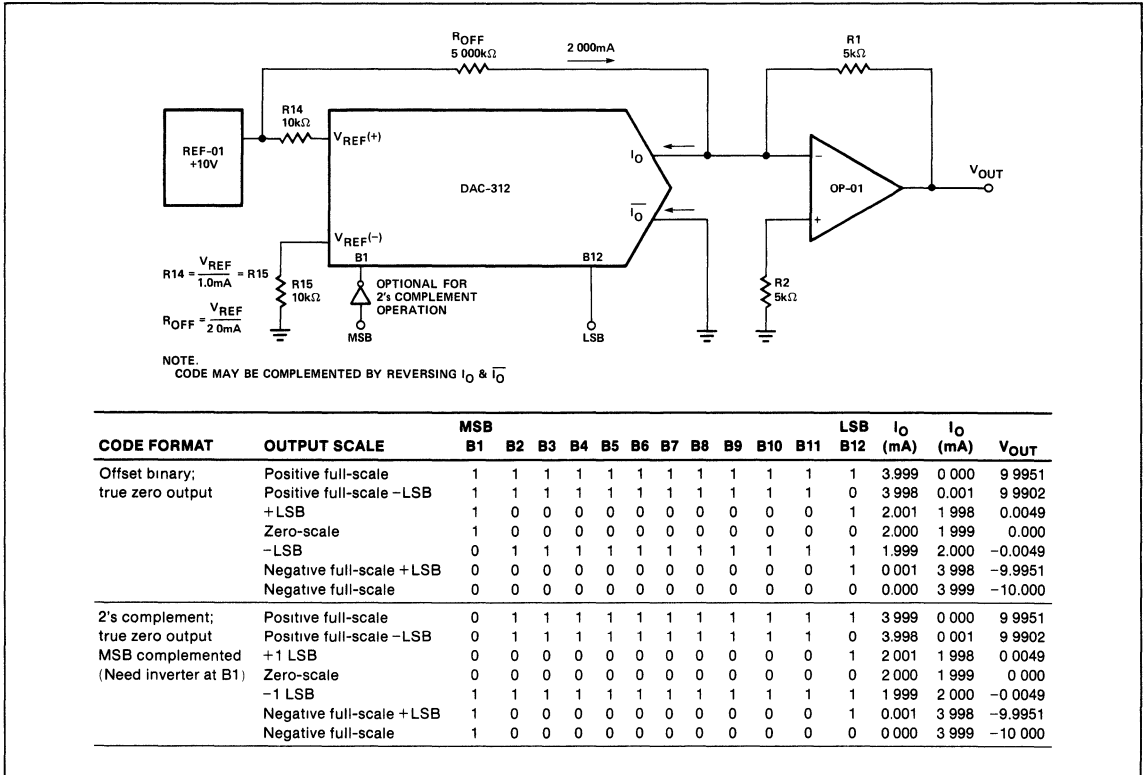 ROFF
5 000kΩ
2 000mA
R1
5kΩ
R14
10kΩ
REF-01
+10V
VREF(+)
IO
DAC-312
IO
OP-01
VOUT
VREF(−)
B1
B12
R14 = VREF/1.0mA = R15
R15
10kΩ
OPTIONAL FOR
2's COMPLEMENT
OPERATION
R2
5kΩ
ROFF = VREF/2 0mA
MSB
LSB
NOTE.
CODE MAY BE COMPLEMENTED BY REVERSING IO & IO
MSB LSB IO IO
CODE FORMAT OUTPUT SCALE B1 B2 B3 B4 B5 B6 B7 B8 B9 B10 B11 B12 (mA) (mA) VOUT
Offset binary; Positive full-scale 1 1 1 1 1 1 1 1 1 1 1 1 3.999 0 000 9 9951
true zero output Positive full-scale −LSB 1 1 1 1 1 1 1 1 1 1 1 0 3 998 0.001 9 9902
+LSB 1 0 0 0 0 0 0 0 0 0 0 1 2.001 1 998 0.0049
Zero-scale 1 0 0 0 0 0 0 0 0 0 0 0 2.000 1 999 0.000
−LSB 0 1 1 1 1 1 1 1 1 1 1 1 1.999 2.000 −0.0049
Negative full-scale +LSB 0 0 0 0 0 0 0 0 0 0 0 1 0 001 3 998 −9.9951
Negative full-scale 0 0 0 0 0 0 0 0 0 0 0 0 0.000 3 999 −10.000
2's complement; Positive full-scale 0 1 1 1 1 1 1 1 1 1 1 1 3 999 0 000 9 9951
true zero output Positive full-scale −LSB 0 1 1 1 1 1 1 1 1 1 1 0 3.998 0 001 9 9902
MSB complemented +1 LSB 0 0 0 0 0 0 0 0 0 0 0 1 2 001 1 998 0 0049
(Need inverter at B1) Zero-scale 0 0 0 0 0 0 0 0 0 0 0 0 2 000 1 999 0 000
−1 LSB 1 1 1 1 1 1 1 1 1 1 1 1 1 999 2 000 −0 0049
Negative full-scale +LSB 1 0 0 0 0 0 0 0 0 0 0 1 0.001 3 998 −9.9951
Negative full-scale 1 0 0 0 0 0 0 0 0 0 0 0 0 000 3 999 −10 000